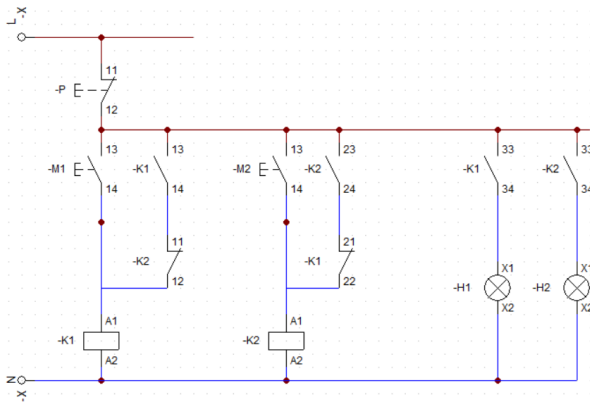 L -X
11
-P
12
13 13 13 23 33 33
-M1 -K1 -M2 -K2 -K1 -K2
14 14 14 24 34 34
11 21
-K2 -K1
12 22
X1 X1
-H1 -H2
X2 X2
A1 A1
-K1 -K2
A2 A2
N -X